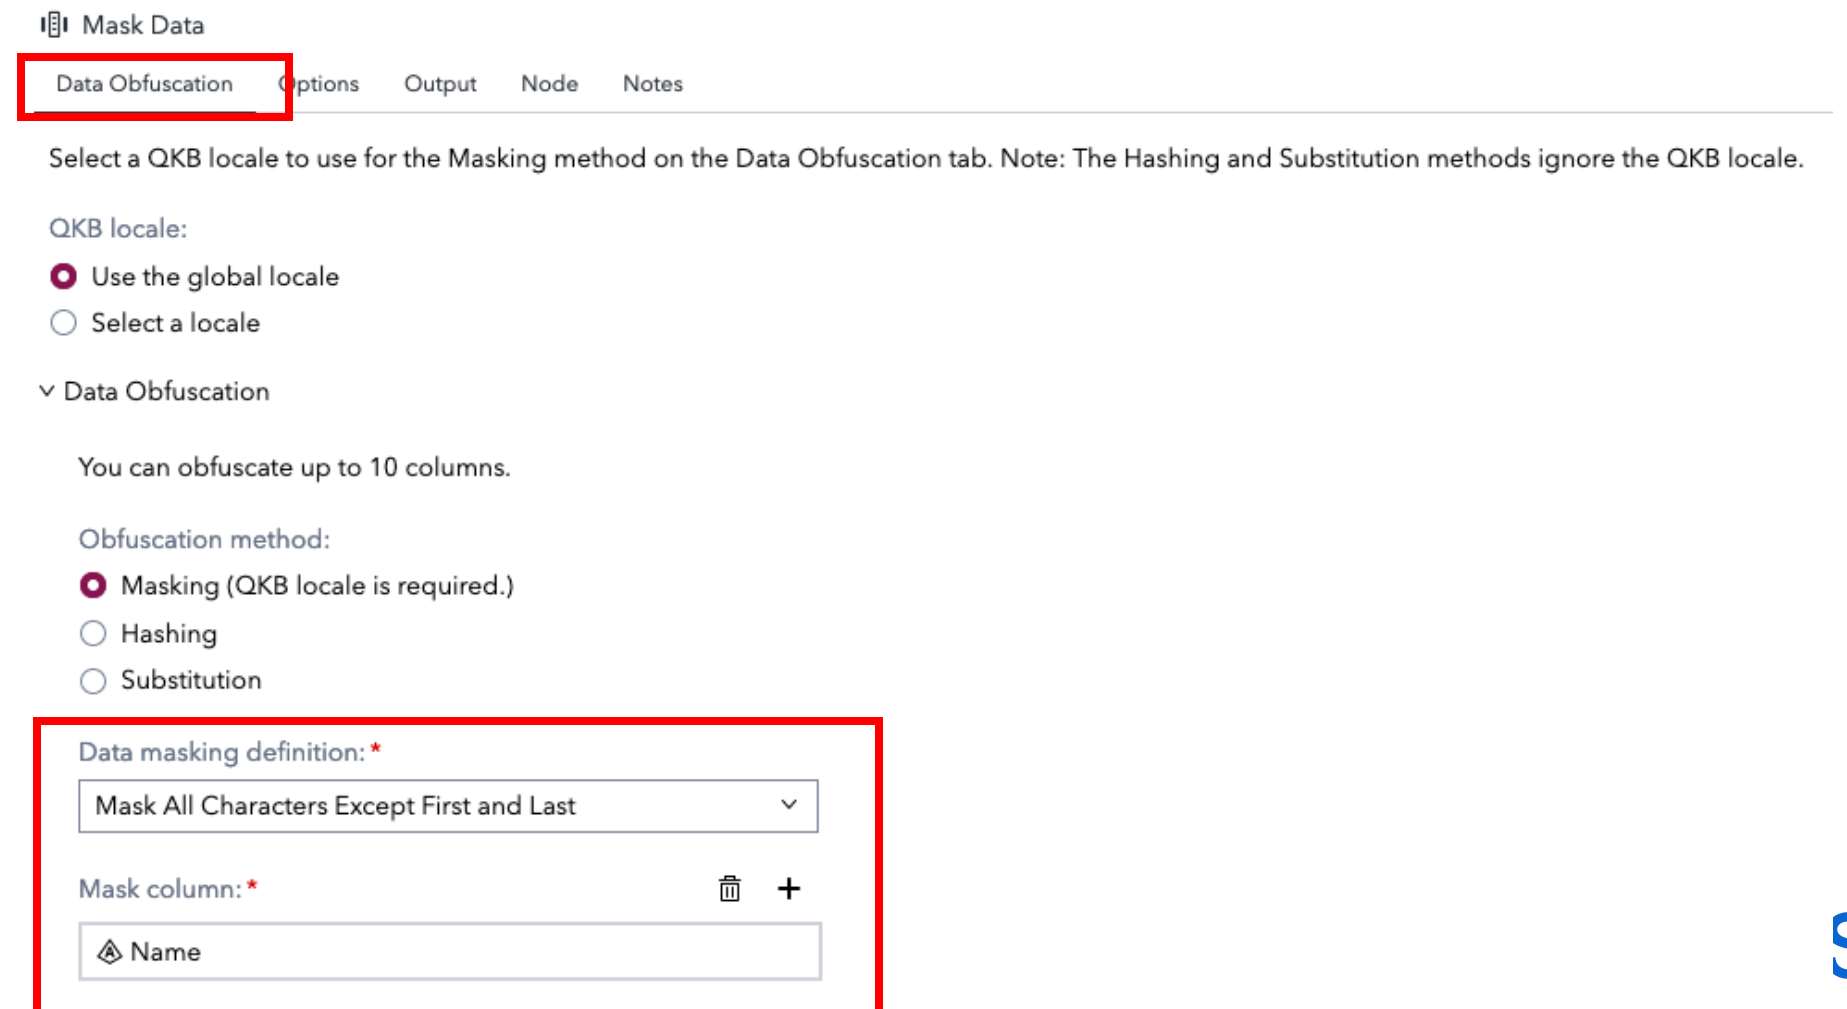 Mask Data
Data Obfuscation Options Output Node Notes
Select a QKB locale to use for the Masking method on the Data Obfuscation tab. Note: The Hashing and Substitution methods ignore the QKB locale.
QKB locale:
Use the global locale
Select a locale
Data Obfuscation
You can obfuscate up to 10 columns.
Obfuscation method:
Masking (QKB locale is required.)
Hashing
Substitution
Data masking definition: *
Mask All Characters Except First and Last
Mask column: *
Name